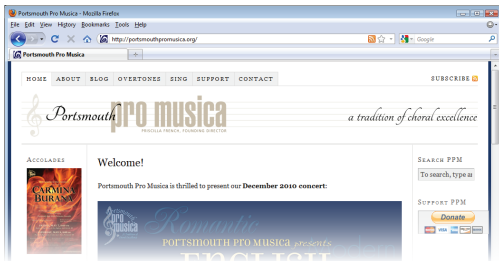 Portsmouth Pro Musica - Mozilla Firefox
File Edit View History Bookmarks Tools Help
http://portsmouthpromusica.org/
Google
Portsmouth Pro Musica
HOME ABOUT BLOG OVERTONES SING SUPPORT CONTACT
SUBSCRIBE
Portsmouth pro musica
PRISCILLA FRENCH, FOUNDING DIRECTOR
a tradition of choral excellence
ACCOLADES
CARMINA
BURANA
Welcome!
Portsmouth Pro Musica is thrilled to present our December 2010 concert:
pro
musica
Romantic
PORTSMOUTH PRO MUSICA presents
ENGLISH
SEARCH PPM
To search, type a
SUPPORT PPM
Donate
VISA